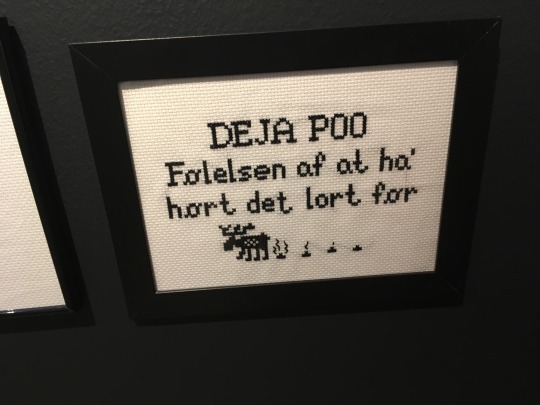 DEJA POO
Følelsen af at ha'
hørt det lort før